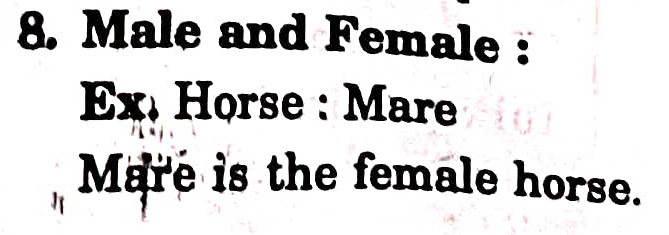 8. Male and Female :
Ex. Horse : Mare
Mare is the female horse.